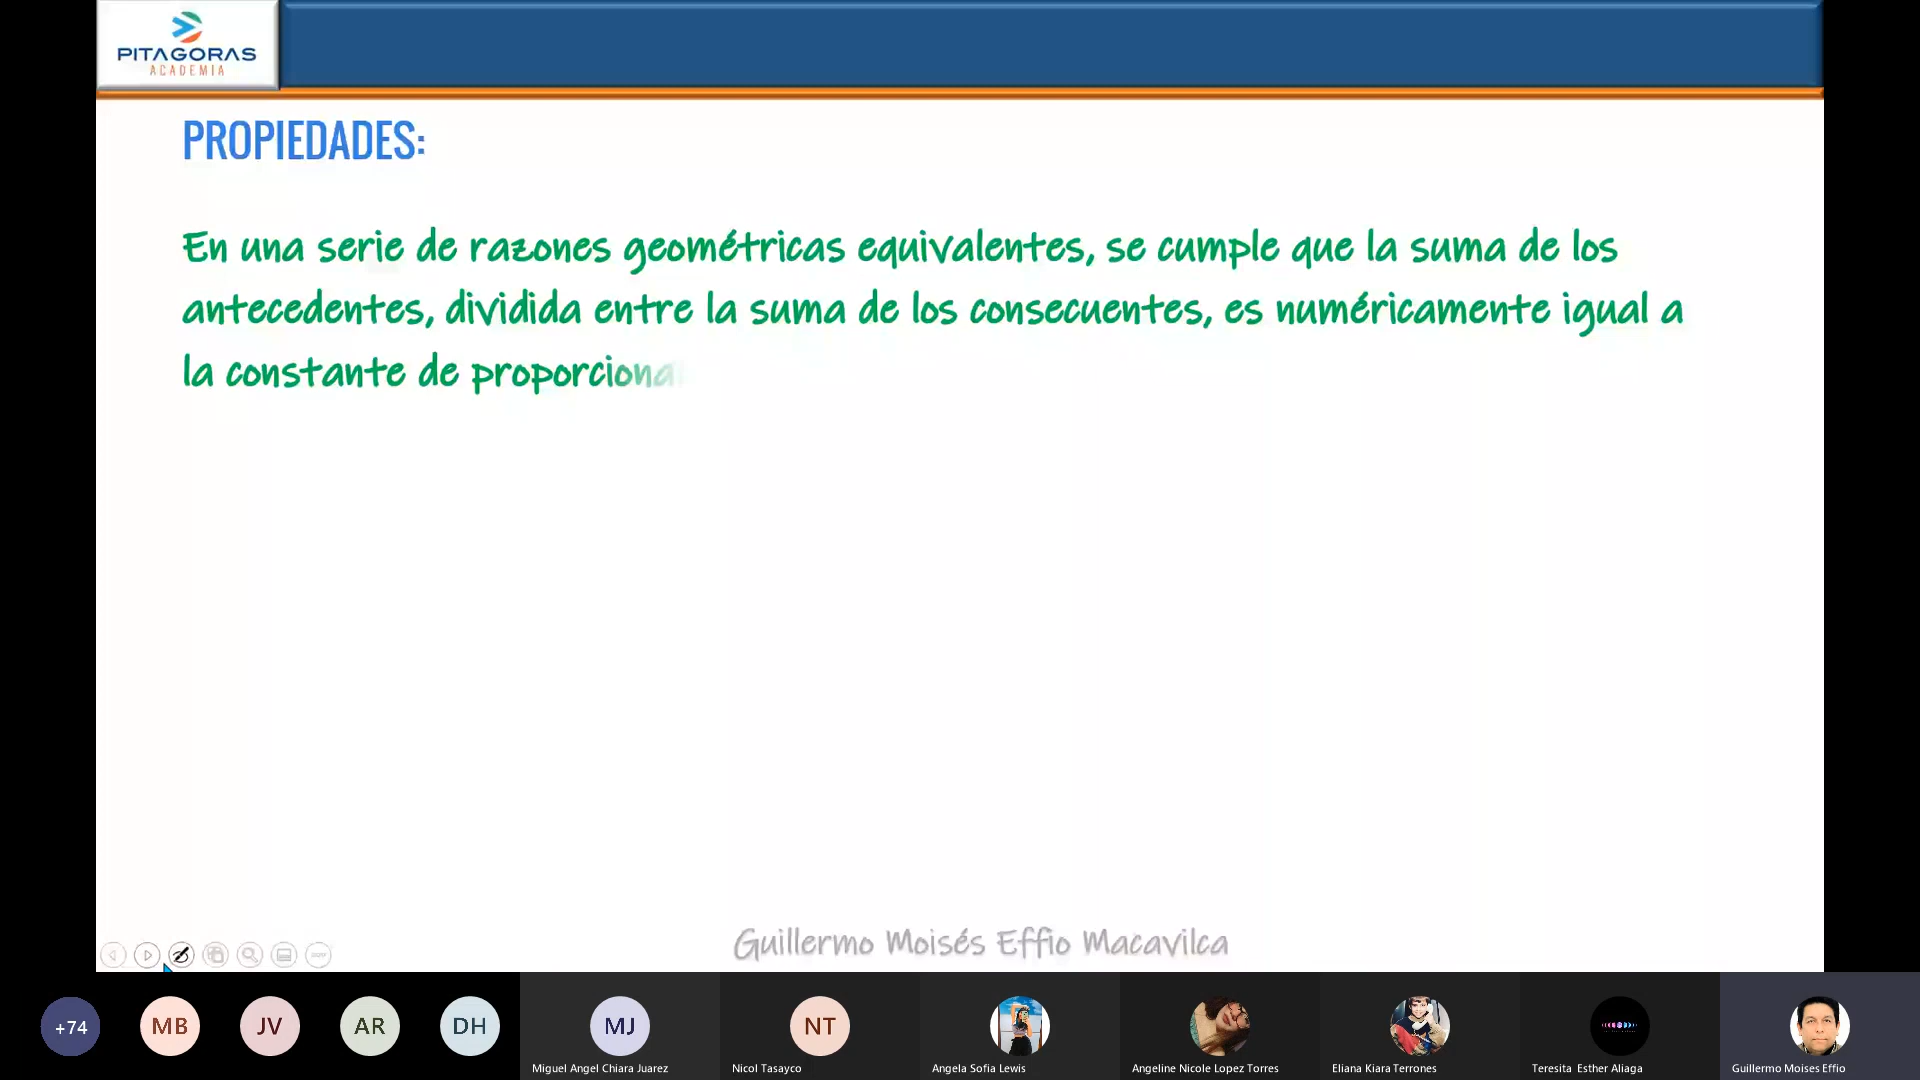 PITAGORAS
ACADEMIA
PROPIEDADES:
En una serie de razones geométricas equivalentes, se cumple que la suma de los
antecedentes, dividida entre la suma de los consecuentes, es numéricamente igual a
la constante de proporciona
Guillermo Moisés Effio Macavilca
+74
MB
JV
AR
DH
MJ
NT
Miguel Angel Chiara Juarez
Nicol Tasayco
Angela Sofia Lewis
Angeline Nicole Lopez Torres
Eliana Kiara Terrones
Teresita Esther Aliaga
Guillermo Moises Effio